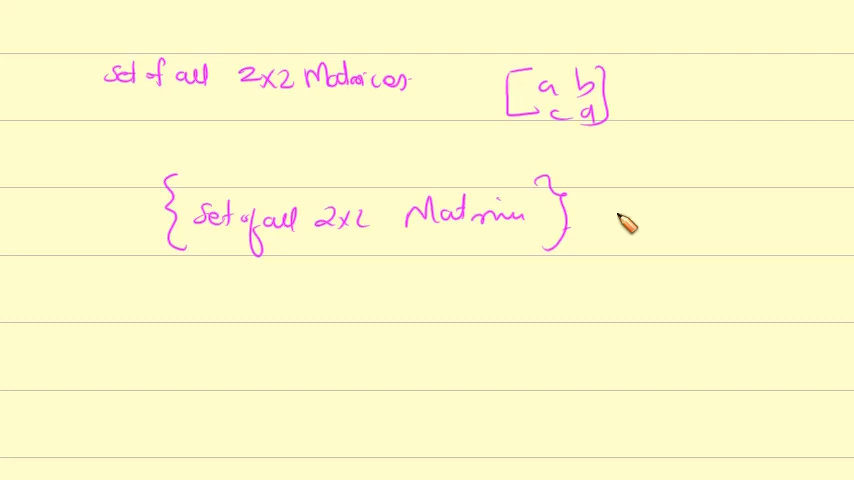 set of all 2x2 Matrices [a b
c d]
{ set of all 2x2 Matrices }